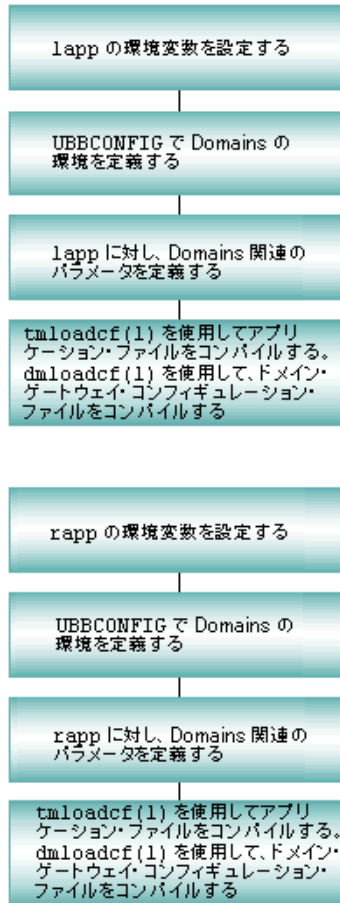 lapp の環境変数を設定する
UBBCONFIG で Domains の
環境を定義する
lapp に対し、Domains 関連の
パラメータを定義する
tmloadcf(1) を使用してアプリ
ケーション・ファイルをコンパイルする。
dmloadcf(1) を使用して、ドメイン・
ゲートウェイ・コンフィギュレーション・
ファイルをコンパイルする
rapp の環境変数を設定する
UBBCONFIG で Domains の
環境を定義する
rapp に対し、Domains 関連の
パラメータを定義する
tmloadcf(1) を使用してアプリ
ケーション・ファイルをコンパイルする。
dmloadcf(1) を使用して、ドメイン・
ゲートウェイ・コンフィギュレーション・
ファイルをコンパイルする